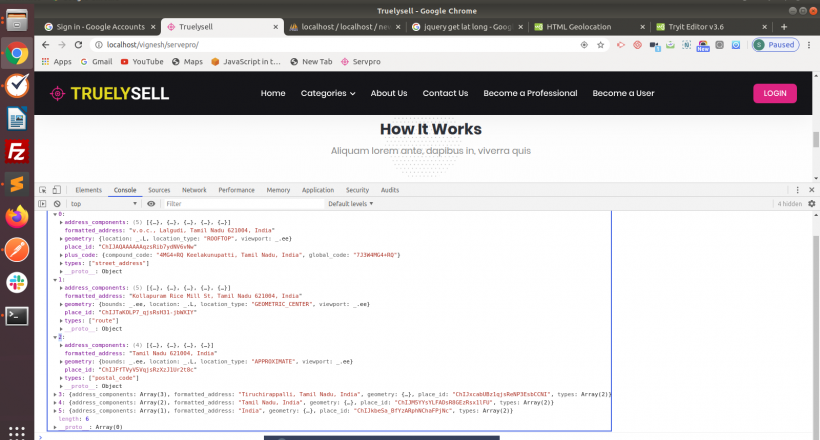 Truelysell - Google Chrome
Sign in - Google Accounts
Truelysell
localhost / localhost / nev
jquery get lat long - Googl
HTML Geolocation
Tryit Editor v3.6
localhost/vignesh/servepro/
New
S Paused
Apps G Gmail YouTube Maps JavaScript in t... New Tab Servpro
TRUELYSELL Home Categories About Us Contact Us Become a Professional Become a User LOGIN
How It Works
Aliquam lorem ante, dapibus in, viverra quis
Elements Console Sources Network Performance Memory Application Security Audits
top Filter Default levels 4 hidden
0:
address_components: (5) [{…}, {…}, {…}, {…}, {…}]
formatted_address: "v.o.c., Lalgudi, Tamil Nadu 621004, India"
geometry: {location: _.L, location_type: "ROOFTOP", viewport: _.ee}
place_id:
plus_code: {compound_code: "4MG4+RQ Keelakunupatti, Tamil Nadu, India", global_code: "7J3W4MG4+RQ"}
types: ["street_address"]
__proto__: Object
1:
address_components: (5) [{…}, {…}, {…}, {…}, {…}]
formatted_address: "Kollapuram Rice Mill St, Tamil Nadu 621004, India"
geometry: {bounds: _.ee, location: _.L, location_type: "GEOMETRIC_CENTER", viewport: _.ee}
place_id:
types: ["route"]
__proto__: Object
2:
address_components: (4) [{…}, {…}, {…}, {…}]
formatted_address: "Tamil Nadu 621004, India"
geometry: {bounds: _.ee, location: _.L, location_type: "APPROXIMATE", viewport: _.ee}
place_id:
types: ["postal_code"]
__proto__: Object
3: {address_components: Array(3), formatted_address: "Tiruchirappalli, Tamil Nadu, India", geometry: {…}, place_id: types: Array(2)}
4: {address_components: Array(2), formatted_address: "Tamil Nadu, India", geometry: {…}, place_id: types: Array(2)}
5: {address_components: Array(1), formatted_address: "India", geometry: {…}, place_id: types: Array(2)}
length: 6
__proto__: Array(0)